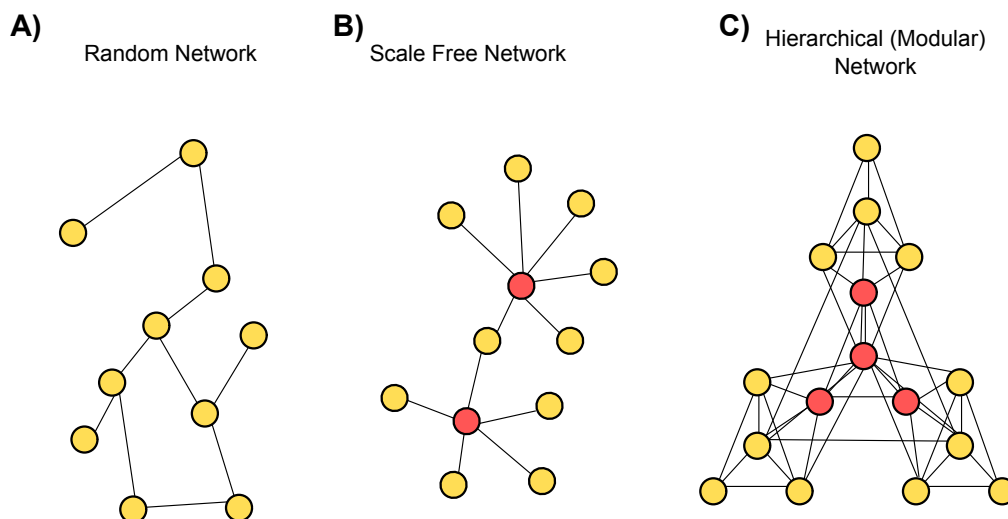 A)
Random Network
B)
Scale Free Network
C)
Hierarchical (Modular)
Network